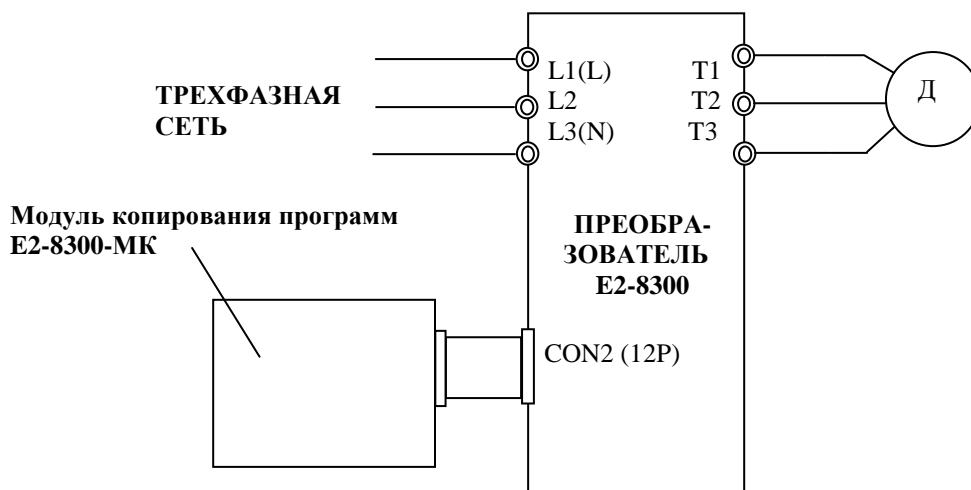 ТРЕХФАЗНАЯ
СЕТЬ
L1(L)
L2
L3(N)
T1
T2
T3
Д
Модуль копирования программ
Е2-8300-МК
ПРЕОБРА-
ЗОВАТЕЛЬ
Е2-8300
CON2 (12P)